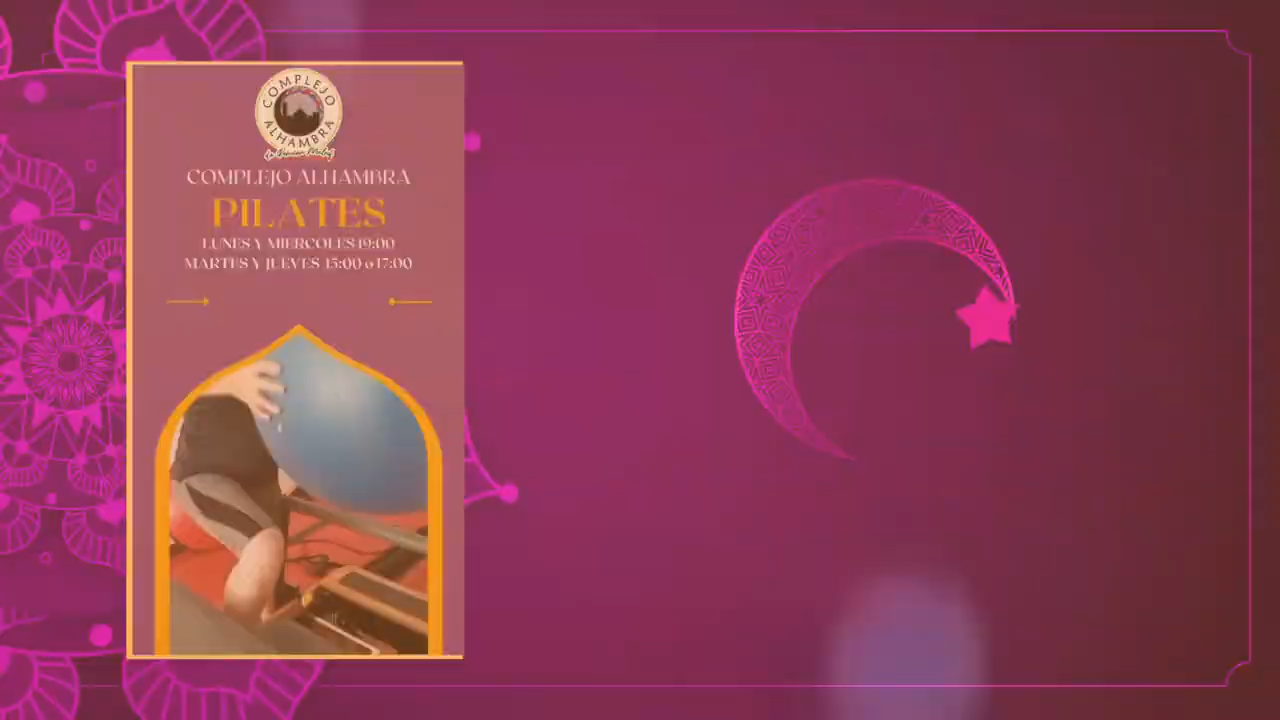 COMPLEJO
ALHAMBRA
COMPLEJO ALHAMBRA
PILATES
LUNES Y MIERCOLES 19:00
MARTES Y JUEVES 15:00 o 17:00